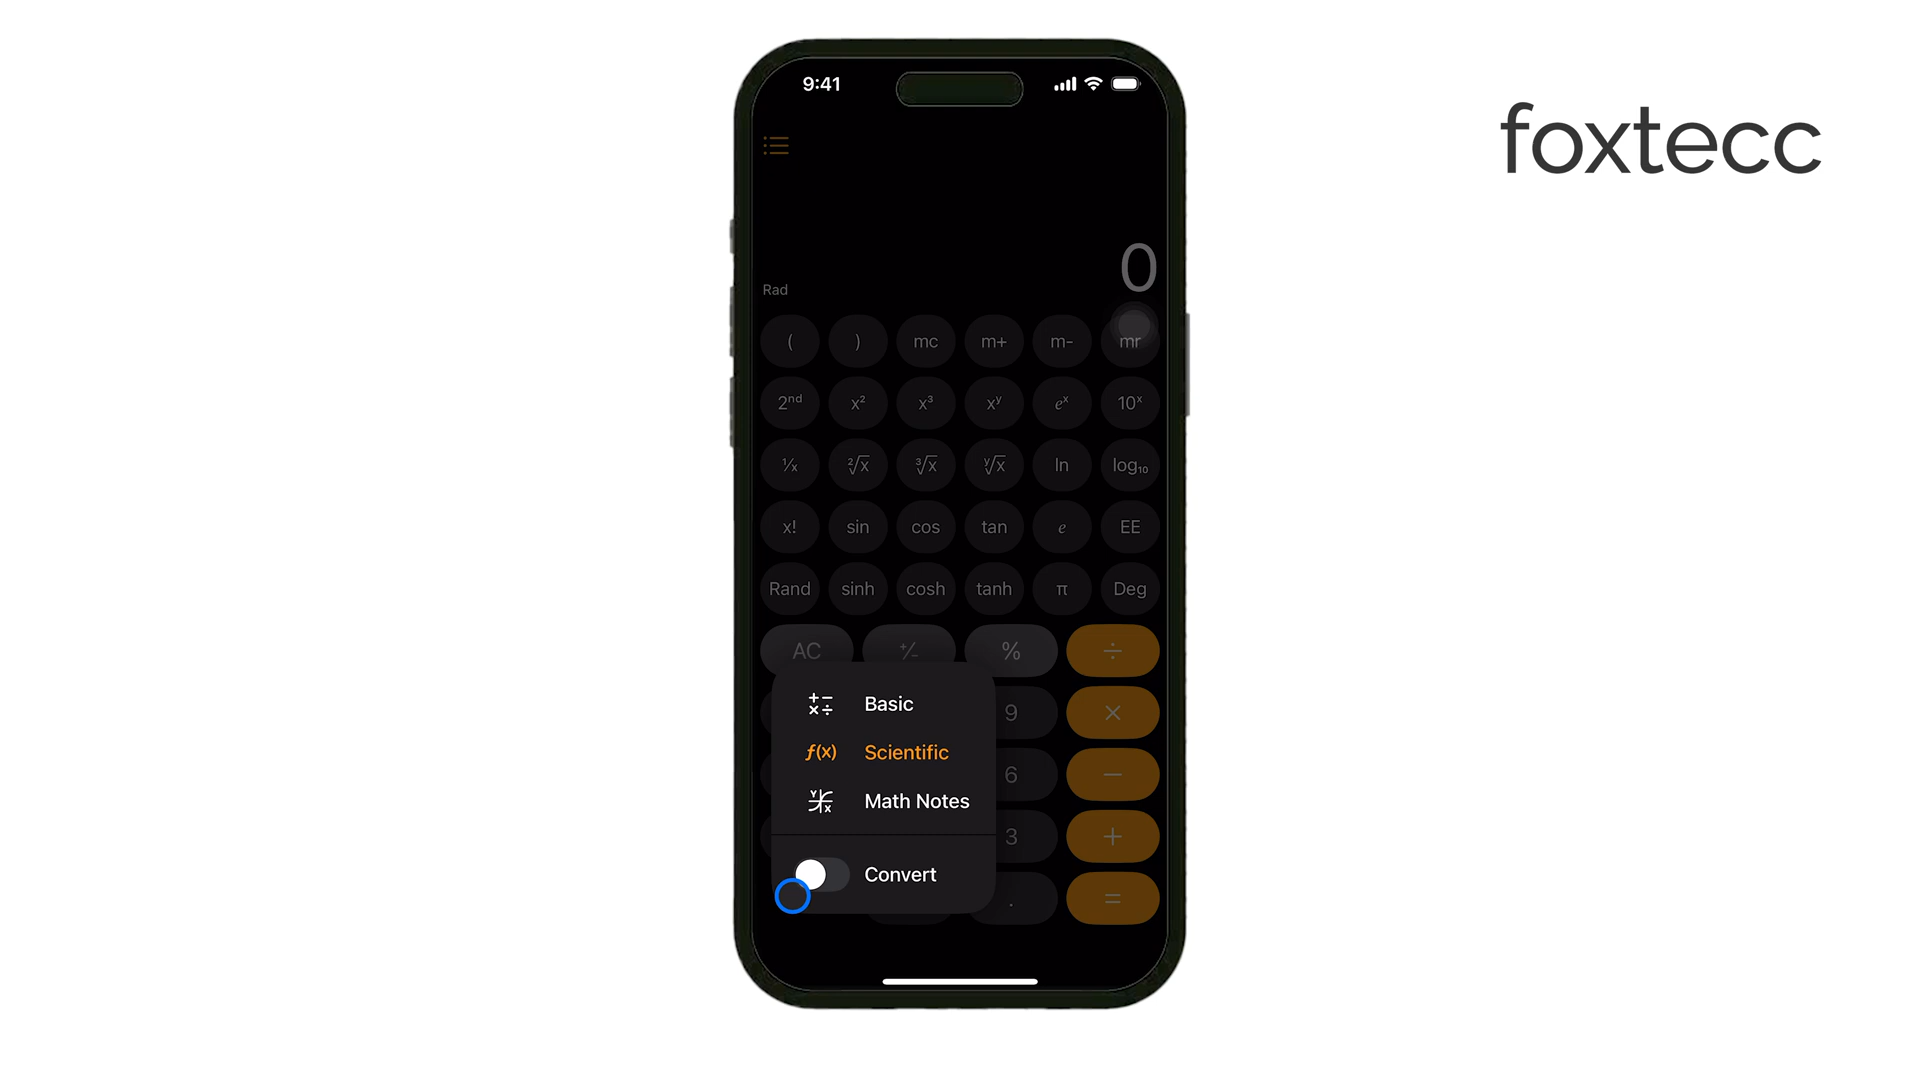 9:41
foxtecc
0
Rad
( ) mc m+ m- mr
2ⁿᵈ x² x³ xʸ eˣ 10ˣ
¹⁄x ²√x ³√x ʸ√x ln log₁₀
x! sin cos tan e EE
Rand sinh cosh tanh π Deg
AC +/- % ÷
Basic
9 ×
f(x) Scientific
6 −
Math Notes
3 +
Convert
. =